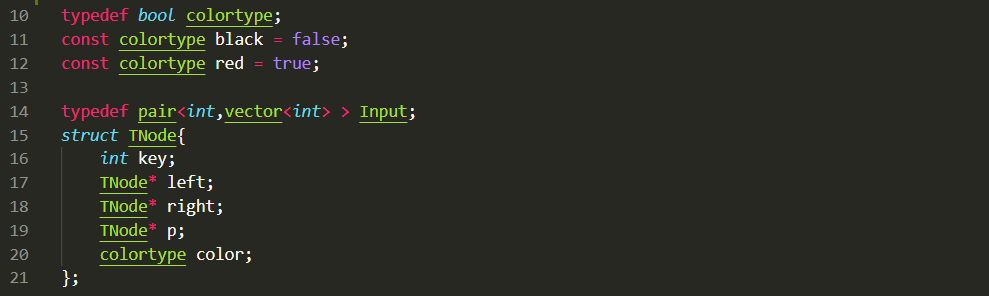 10 typedef bool colortype;
11 const colortype black = false;
12 const colortype red = true;
13
14 typedef pair<int,vector<int> > Input;
15 struct TNode{
16 int key;
17 TNode* left;
18 TNode* right;
19 TNode* p;
20 colortype color;
21 };